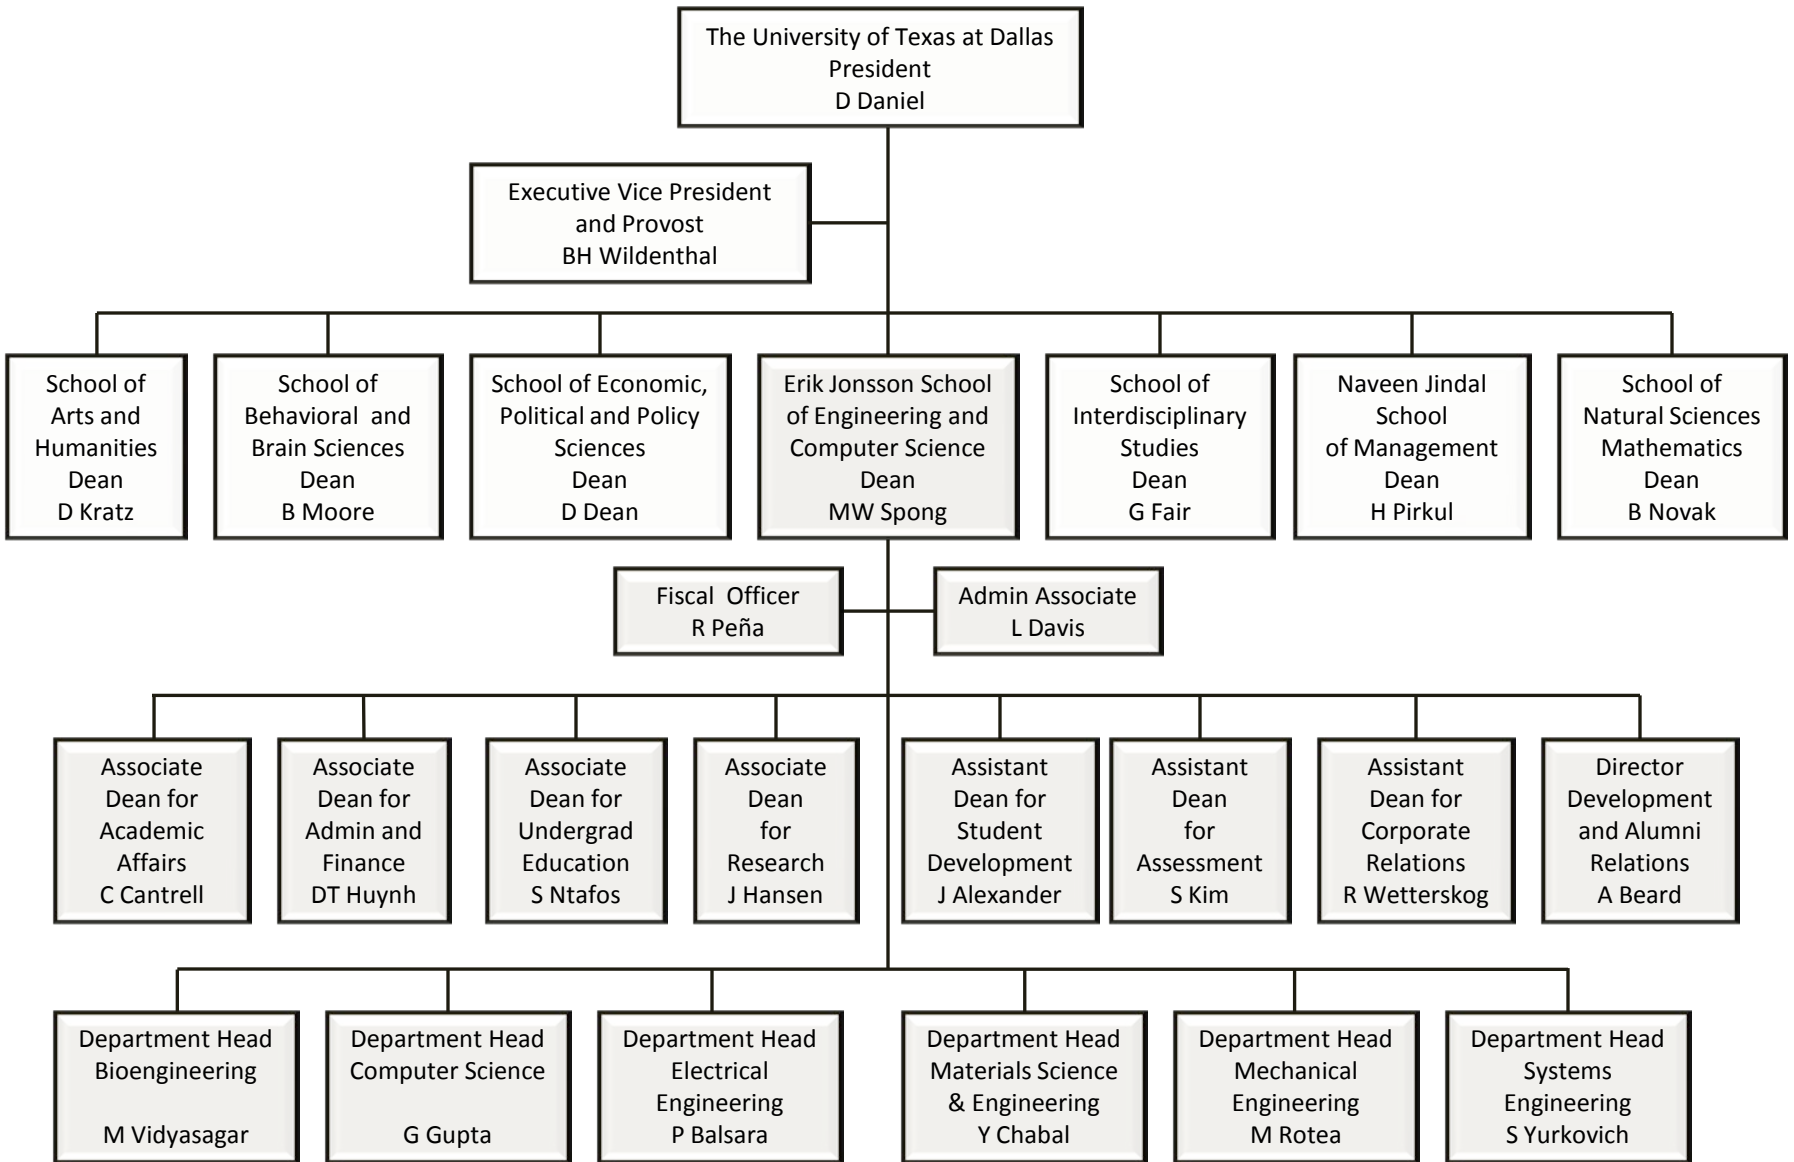 The University of Texas at Dallas
President
D Daniel
Executive Vice President
and Provost
BH Wildenthal
School of
Arts and
Humanities
Dean
D Kratz
School of
Behavioral and
Brain Sciences
Dean
B Moore
School of Economic,
Political and Policy
Sciences
Dean
D Dean
Erik Jonsson School
of Engineering and
Computer Science
Dean
MW Spong
School of
Interdisciplinary
Studies
Dean
G Fair
Naveen Jindal
School
of Management
Dean
H Pirkul
School of
Natural Sciences
Mathematics
Dean
B Novak
Fiscal Officer
R Peña
Admin Associate
L Davis
Associate
Dean for
Academic
Affairs
C Cantrell
Associate
Dean for
Admin and
Finance
DT Huynh
Associate
Dean for
Undergrad
Education
S Ntafos
Associate
Dean
for
Research
J Hansen
Assistant
Dean for
Student
Development
J Alexander
Assistant
Dean
for
Assessment
S Kim
Assistant
Dean for
Corporate
Relations
R Wetterskog
Director
Development
and Alumni
Relations
A Beard
Department Head
Bioengineering
M Vidyasagar
Department Head
Computer Science
G Gupta
Department Head
Electrical
Engineering
P Balsara
Department Head
Materials Science
& Engineering
Y Chabal
Department Head
Mechanical
Engineering
M Rotea
Department Head
Systems
Engineering
S Yurkovich